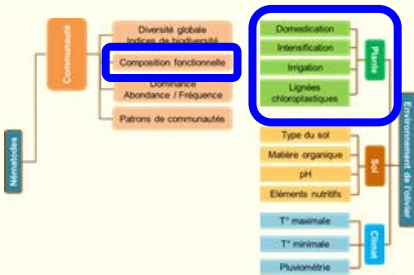 Nématodes
Communauté
Diversité globale
Indices de biodiversité
Composition fonctionnelle
Dominance
Abondance / Fréquence
Patrons de communautés
Domestication
Intensification
Irrigation
Lignées
chloroplastiques
Plante
Type du sol
Matière organique
pH
Eléments nutritifs
Sol
T° maximale
T° minimale
Pluviométrie
Climat
Environnement de l'olivier